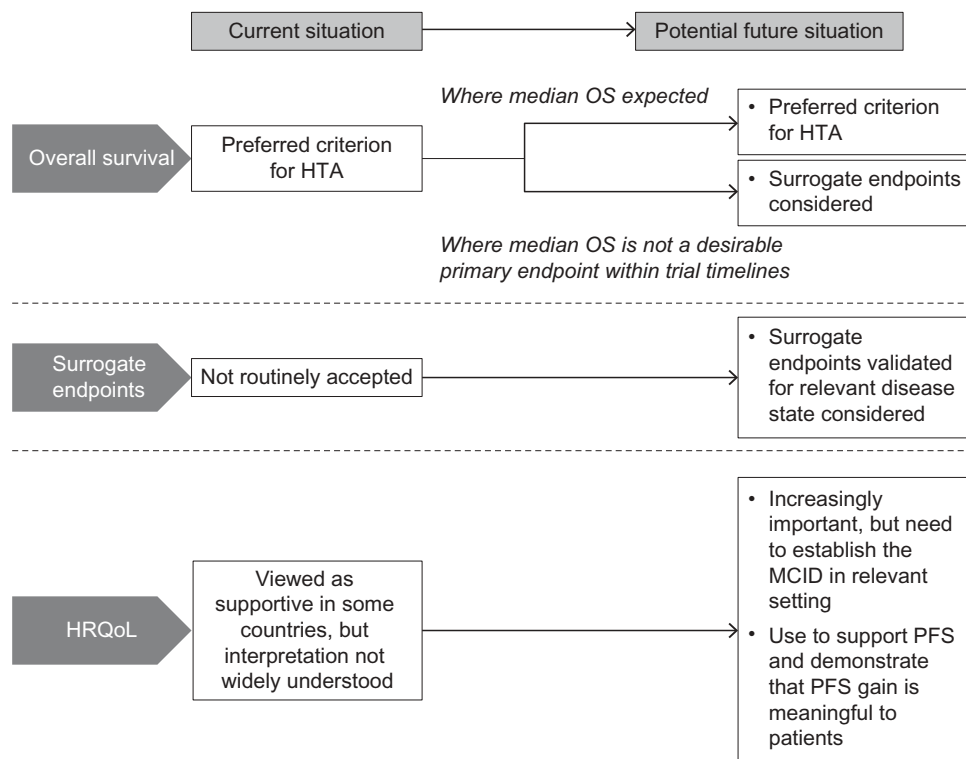 Current situation
Potential future situation
Where median OS expected
Overall survival
Preferred criterion
for HTA
• Preferred criterion
for HTA
• Surrogate endpoints
considered
Where median OS is not a desirable
primary endpoint within trial timelines
Surrogate
endpoints
Not routinely accepted
• Surrogate
endpoints validated
for relevant disease
state considered
HRQoL
Viewed as
supportive in some
countries, but
interpretation not
widely understood
• Increasingly
important, but need
to establish the
MCID in relevant
setting
• Use to support PFS
and demonstrate
that PFS gain is
meaningful to
patients